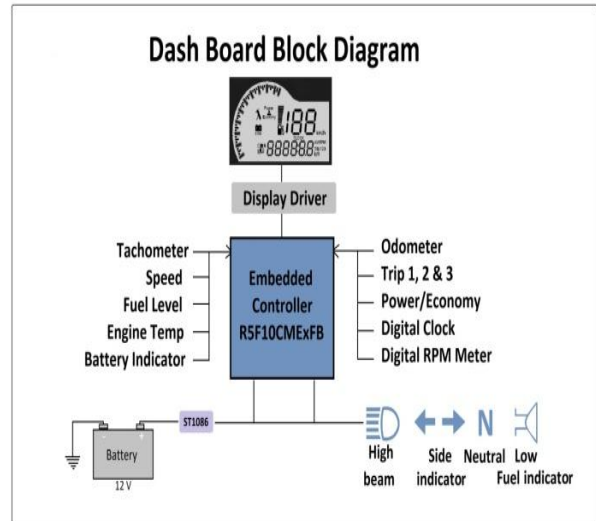 Dash Board Block Diagram
188
888888
Display Driver
Tachometer
Speed
Fuel Level
Engine Temp
Battery Indicator
Embedded
Controller
R5F10CMExFB
Odometer
Trip 1, 2 & 3
Power/Economy
Digital Clock
Digital RPM Meter
ST1086
- +
Battery
12 V
High
beam
Side
indicator
N
Neutral
Low
Fuel indicator